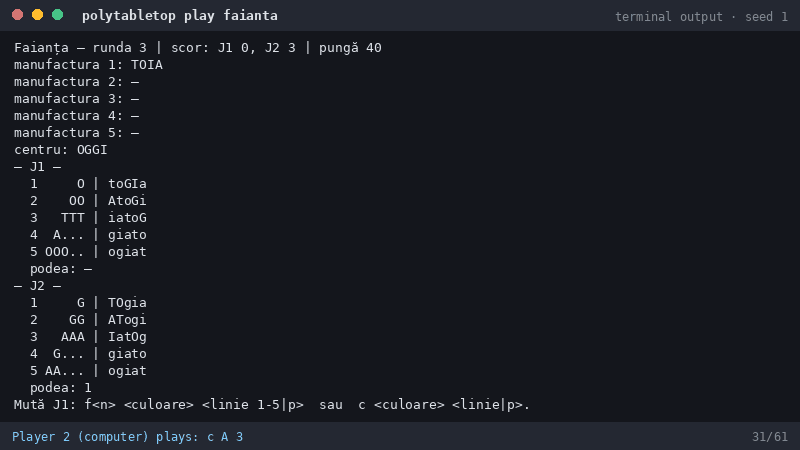 polytabletop play faianta
terminal output · seed 1
Faianța — runda 3 | scor: J1 0, J2 3 | pungă 40
manufactura 1: TOIA
manufactura 2: —
manufactura 3: —
manufactura 4: —
manufactura 5: —
centru: OGGI
— J1 —
  1     O | toGIa
  2    OO | AtoGi
  3   TTT | iatoG
  4  A... | giato
  5 OOO.. | ogiat
  podea: —
— J2 —
  1     G | TOgia
  2    GG | ATogi
  3   AAA | IatOg
  4  G... | giato
  5 AA... | ogiat
  podea: 1
Mută J1: f<n> <culoare> <linie 1-5|p>  sau  c <culoare> <linie|p>.
Player 2 (computer) plays: c A 3
31/61